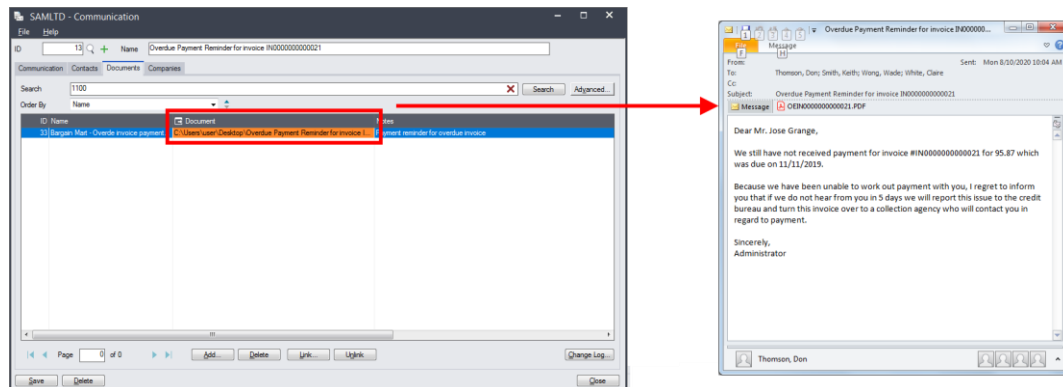 SAMLTD - Communication
File Help
ID 13 Name Overdue Payment Reminder for invoice IN0000000000021
Communication Contacts Documents Companies
Search 1100 Search Advanced...
Order By Name
ID Name Document Notes
33 Bargain Mart - Overde invoice payment C:\Users\user\Desktop\Overdue Payment Reminder for invoice I... Payment reminder for overdue invoice
Page 0 of 0 Add... Delete Link... Unlink Change Log...
Save Delete Close
1 2 3 4 5 Overdue Payment Reminder for invoice IN000000...
File Message
F H
From: Sent: Mon 8/10/2020 10:04 AM
To: Thomson, Don; Smith, Keith; Wong, Wade; White, Claire
Cc:
Subject: Overdue Payment Reminder for invoice IN0000000000021
Message OEIN0000000000021.PDF
Dear Mr. Jose Grange,
We still have not received payment for invoice #IN0000000000021 for 95.87 which
was due on 11/11/2019.
Because we have been unable to work out payment with you, I regret to inform
you that if we do not hear from you in 5 days we will report this issue to the credit
bureau and turn this invoice over to a collection agency who will contact you in
regard to payment.
Sincerely,
Administrator
Thomson, Don